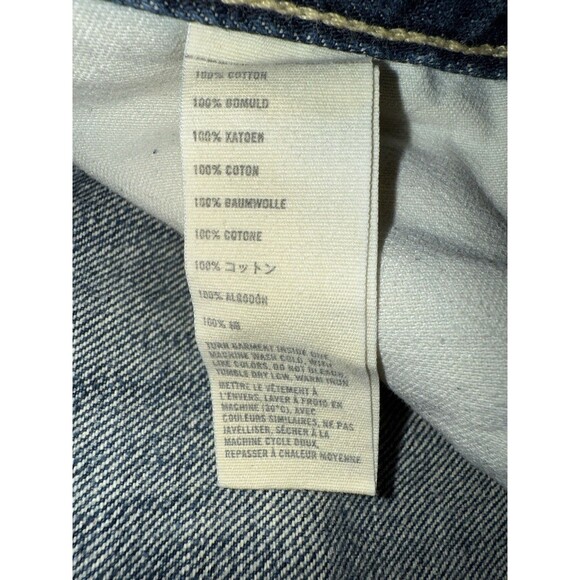 100% COTTON
100% BOMULD
100% KATOEN
100% COTON
100% BAUMWOLLE
100% COTONE
100% コットン
100% ALGODÓN
100% 棉
TURN GARMENT INSIDE OUT,
MACHINE WASH COLD, WITH
LIKE COLORS, DO NOT BLEACH,
TUMBLE DRY LOW, WARM IRON
METTRE LE VÊTEMENT À
L'ENVERS, LAVER À FROID EN
MACHINE (30°C), AVEC
COULEURS SIMILAIRES, NE PAS
JAVELLISER, SÉCHER À LA
MACHINE CYCLE DOUX,
REPASSER À CHALEUR MOYENNE